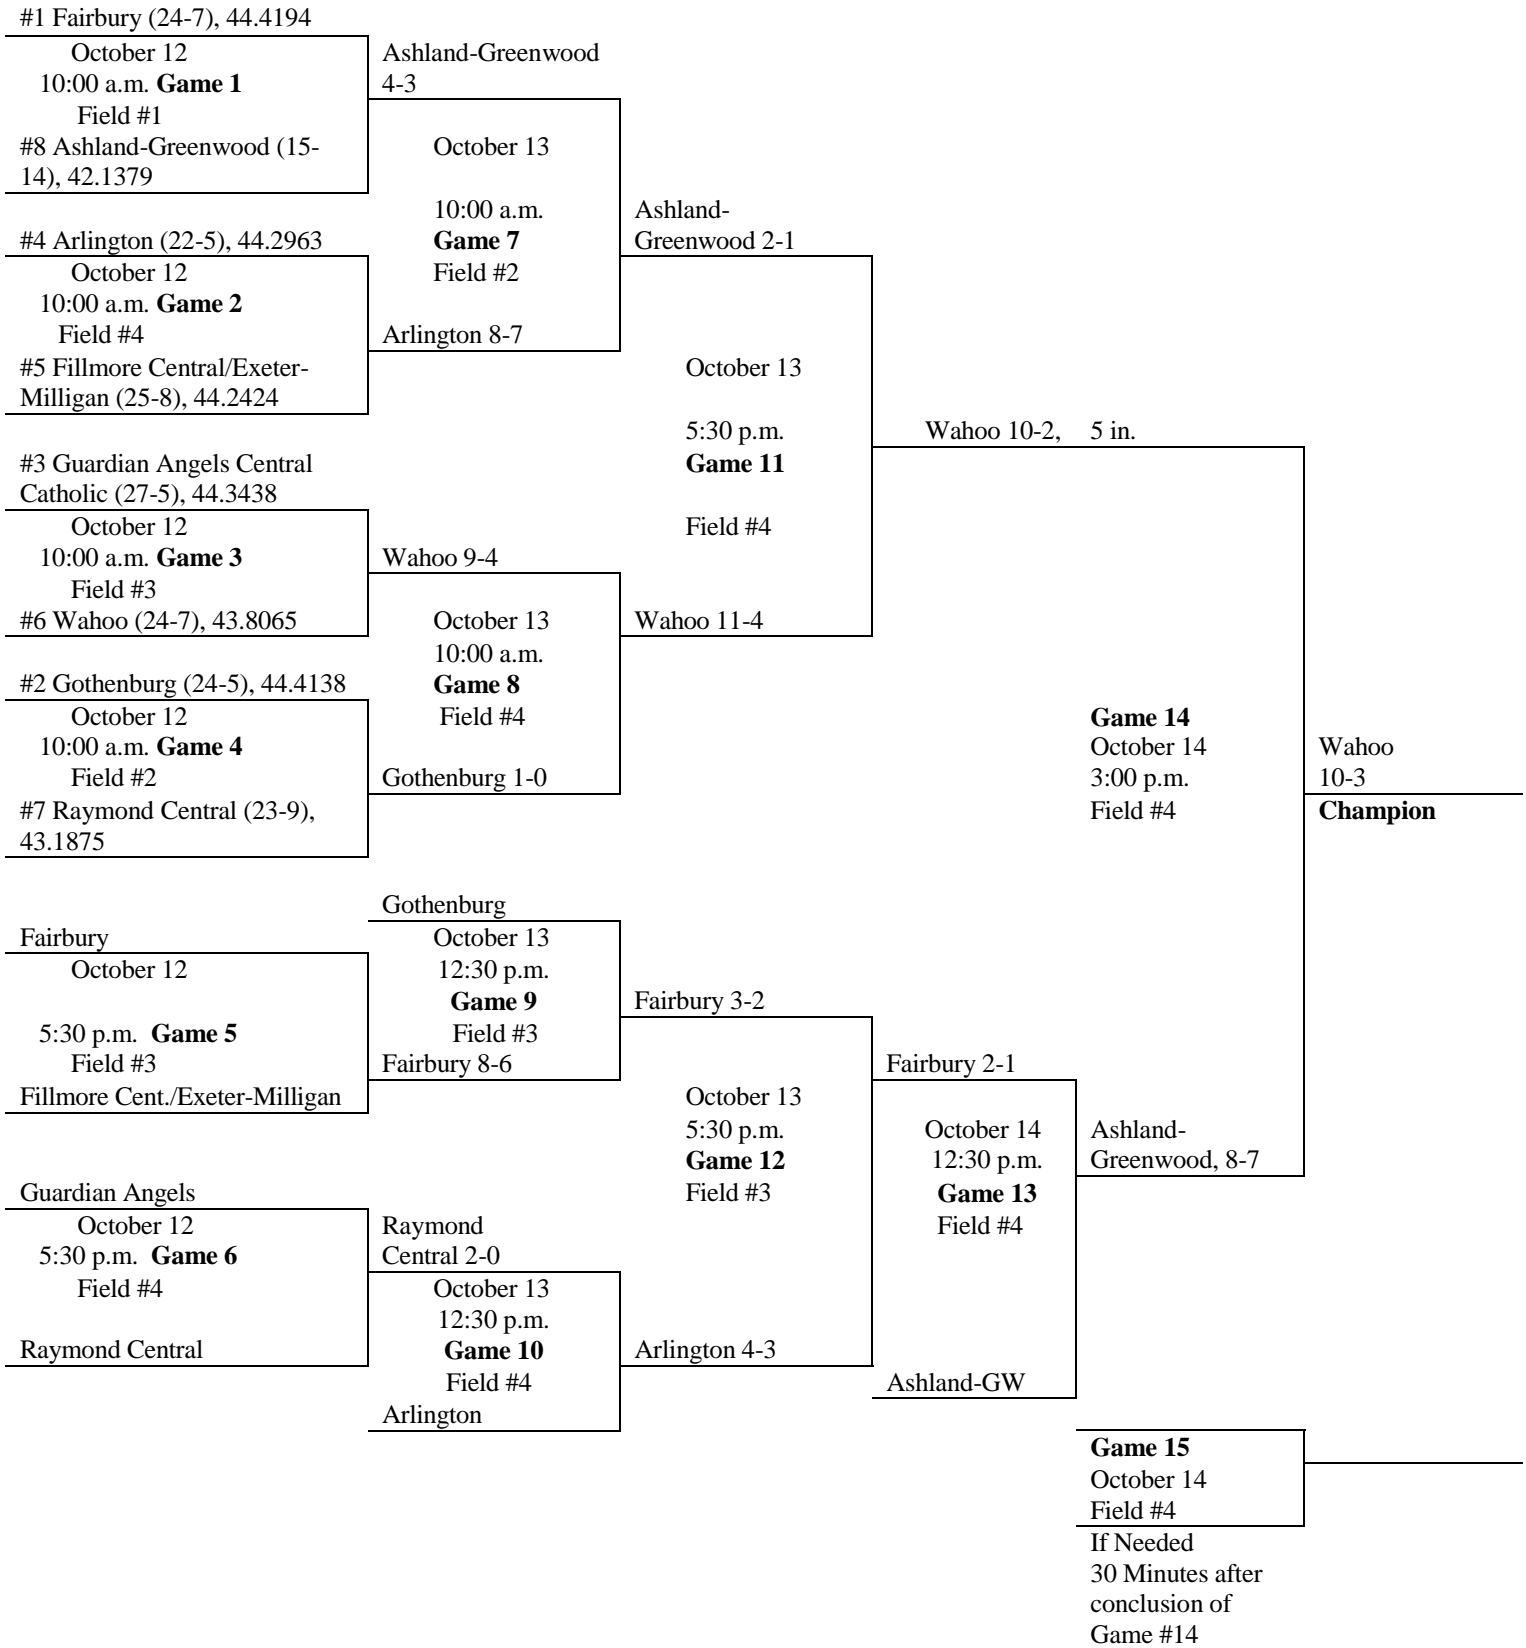 #1 Fairbury (24-7), 44.4194
October 12
10:00 a.m. Game 1
Field #1
#8 Ashland-Greenwood (15-
14), 42.1379
#4 Arlington (22-5), 44.2963
October 12
10:00 a.m. Game 2
Field #4
#5 Fillmore Central/Exeter-
Milligan (25-8), 44.2424
#3 Guardian Angels Central
Catholic (27-5), 44.3438
October 12
10:00 a.m. Game 3
Field #3
#6 Wahoo (24-7), 43.8065
#2 Gothenburg (24-5), 44.4138
October 12
10:00 a.m. Game 4
Field #2
#7 Raymond Central (23-9),
43.1875
Fairbury
October 12
5:30 p.m. Game 5
Field #3
Fillmore Cent./Exeter-Milligan
Guardian Angels
October 12
5:30 p.m. Game 6
Field #4
Raymond Central
Ashland-Greenwood
4-3
October 13
10:00 a.m.
Game 7
Field #2
Arlington 8-7
Wahoo 9-4
October 13
10:00 a.m.
Game 8
Field #4
Gothenburg 1-0
Gothenburg
October 13
12:30 p.m.
Game 9
Field #3
Fairbury 8-6
Raymond
Central 2-0
October 13
12:30 p.m.
Game 10
Field #4
Arlington
Ashland-
Greenwood 2-1
October 13
5:30 p.m.
Game 11
Field #4
Wahoo 11-4
Fairbury 3-2
October 13
5:30 p.m.
Game 12
Field #3
Arlington 4-3
Wahoo 10-2, 5 in.
Fairbury 2-1
October 14
12:30 p.m.
Game 13
Field #4
Ashland-GW
Game 14
October 14
3:00 p.m.
Field #4
Ashland-
Greenwood, 8-7
Wahoo
10-3
Champion
Game 15
October 14
Field #4
If Needed
30 Minutes after
conclusion of
Game #14